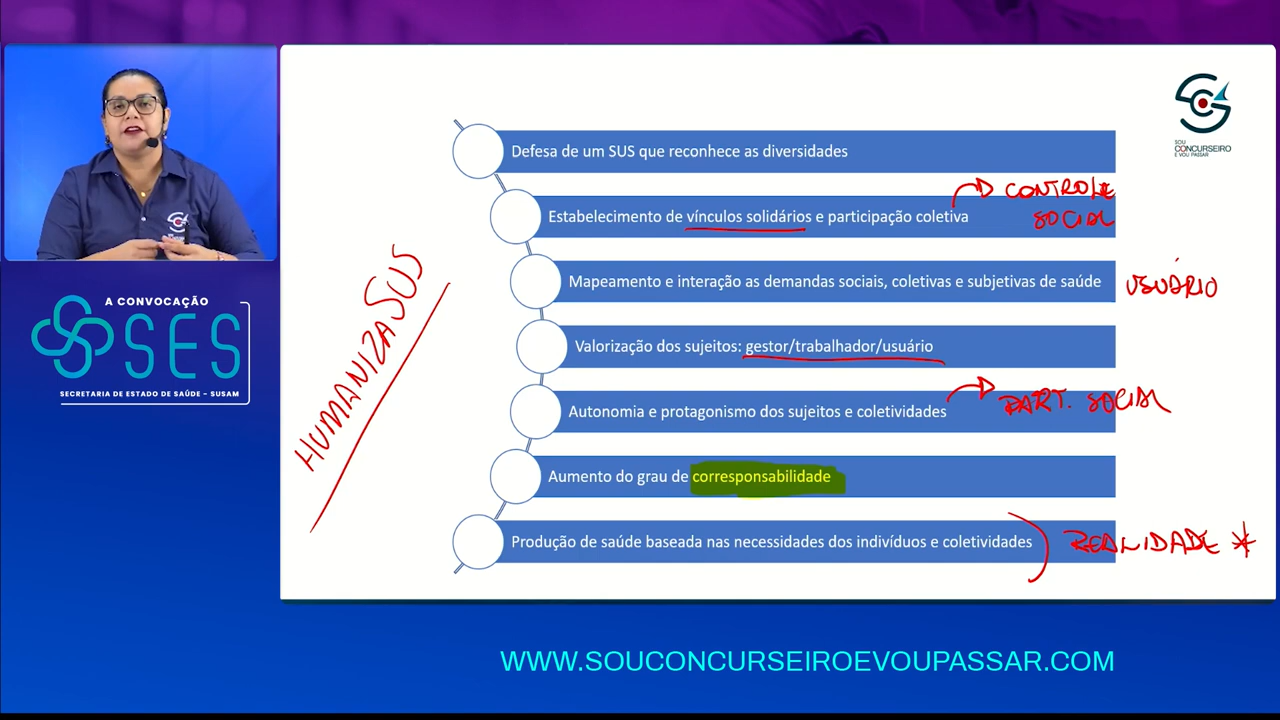 SOU
CONCURSEIRO
E VOU PASSAR
Defesa de um SUS que reconhece as diversidades
Estabelecimento de vínculos solidários e participação coletiva
CONTROLE
SOCIAL
Mapeamento e interação as demandas sociais, coletivas e subjetivas de saúde
USUÁRIO
Valorização dos sujeitos: gestor/trabalhador/usuário
Autonomia e protagonismo dos sujeitos e coletividades
PART. SOCIAL
Aumento do grau de corresponsabilidade
Produção de saúde baseada nas necessidades dos indivíduos e coletividades
REALIDADE *
HUMANIZASUS
A CONVOCAÇÃO
SES
SECRETARIA DE ESTADO DE SAÚDE - SUSAM
WWW.SOUCONCURSEIROEVOUPASSAR.COM